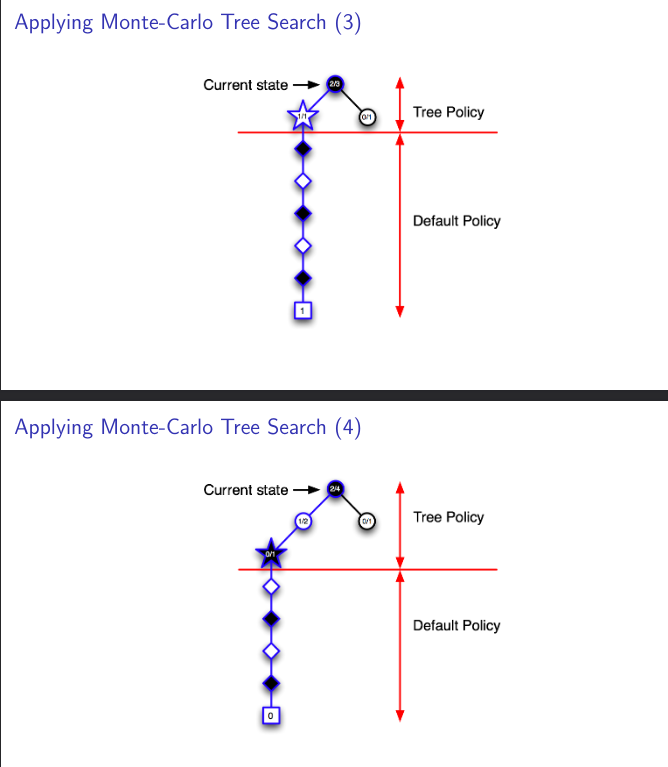 Applying Monte-Carlo Tree Search (3)
Current state
2/3
1/1
0/1
Tree Policy
Default Policy
1
Applying Monte-Carlo Tree Search (4)
Current state
2/4
1/2
0/1
Tree Policy
0/1
Default Policy
0